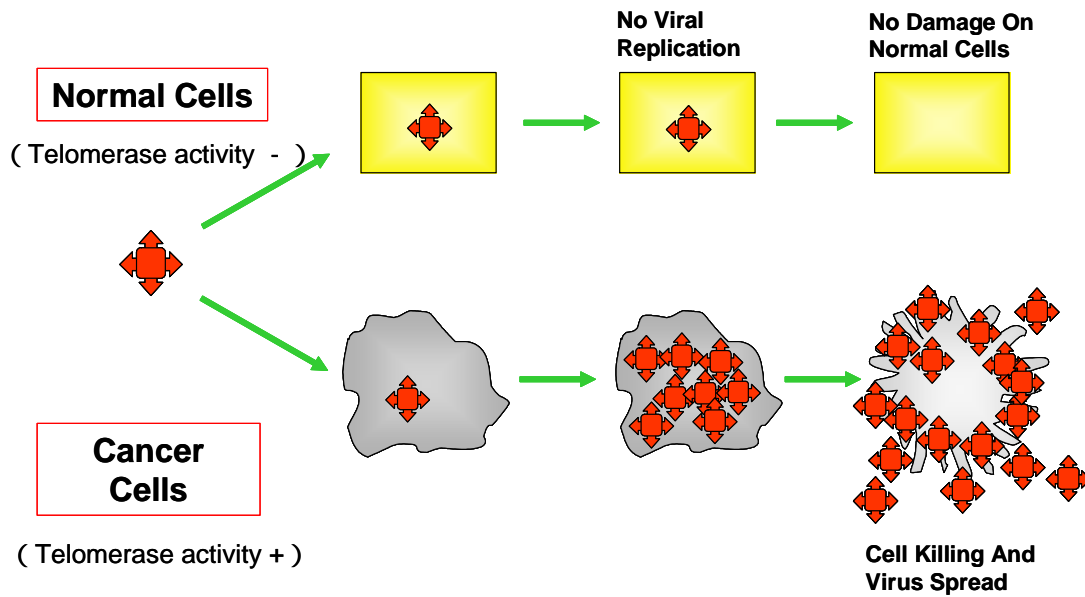 No Viral
Replication
No Damage On
Normal Cells
Normal Cells
( Telomerase activity - )
Cancer
Cells
( Telomerase activity + )
Cell Killing And
Virus Spread